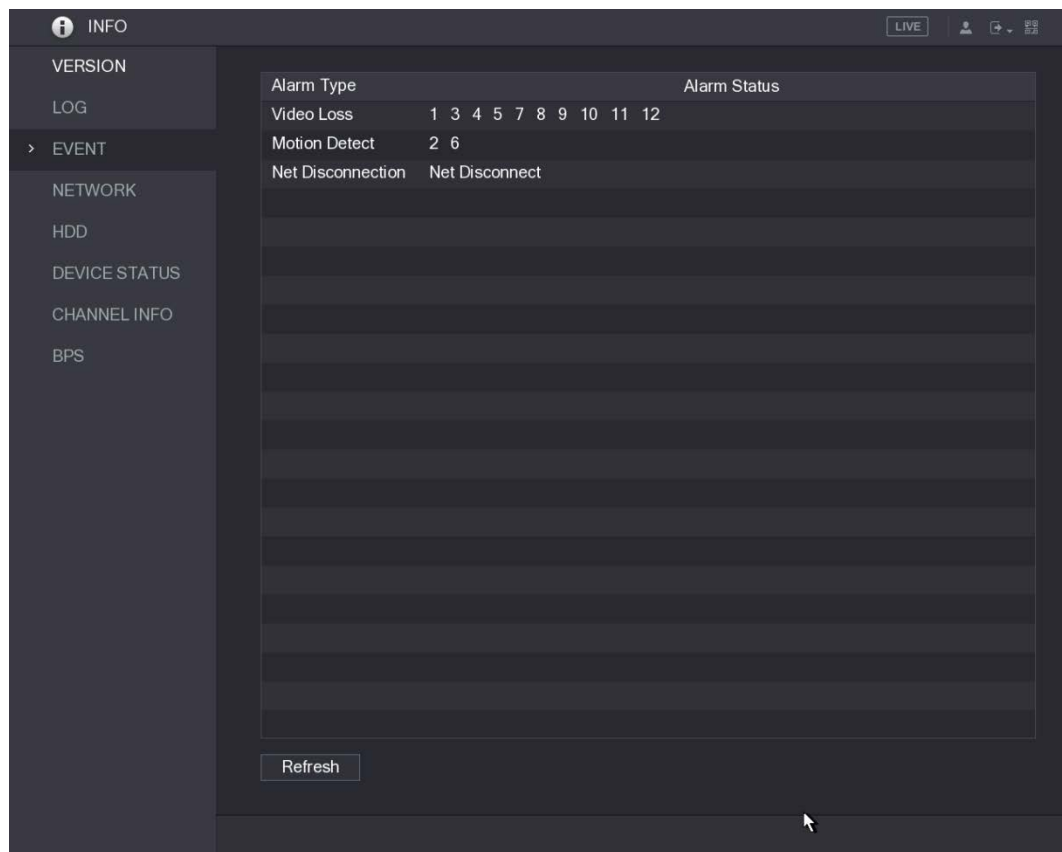 INFO
LIVE
VERSION
LOG
EVENT
NETWORK
HDD
DEVICE STATUS
CHANNEL INFO
BPS
Alarm Type Alarm Status
Video Loss 1 3 4 5 7 8 9 10 11 12
Motion Detect 2 6
Net Disconnection Net Disconnect
Refresh